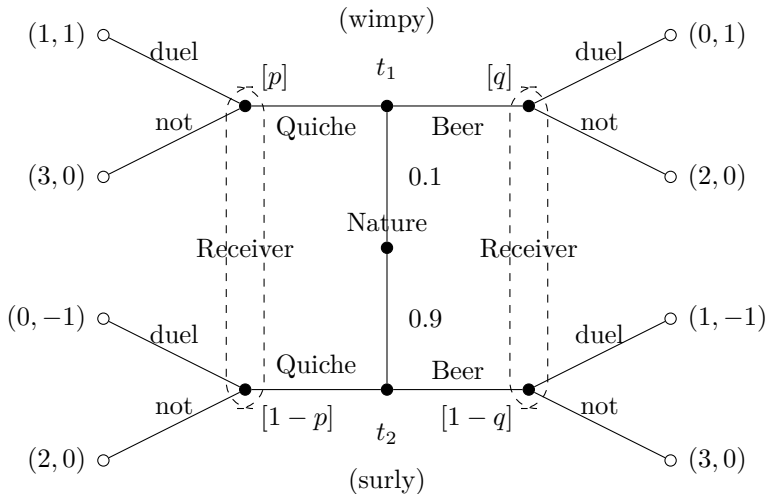 (wimpy)
(1, 1)
duel
[p]
t1
[q]
duel
(0, 1)
not
Quiche
Beer
not
(3, 0)
0.1
(2, 0)
Nature
Receiver
Receiver
(0, −1)
duel
0.9
duel
(1, −1)
Quiche
Beer
not
not
[1 − p]
t2
[1 − q]
(2, 0)
(3, 0)
(surly)